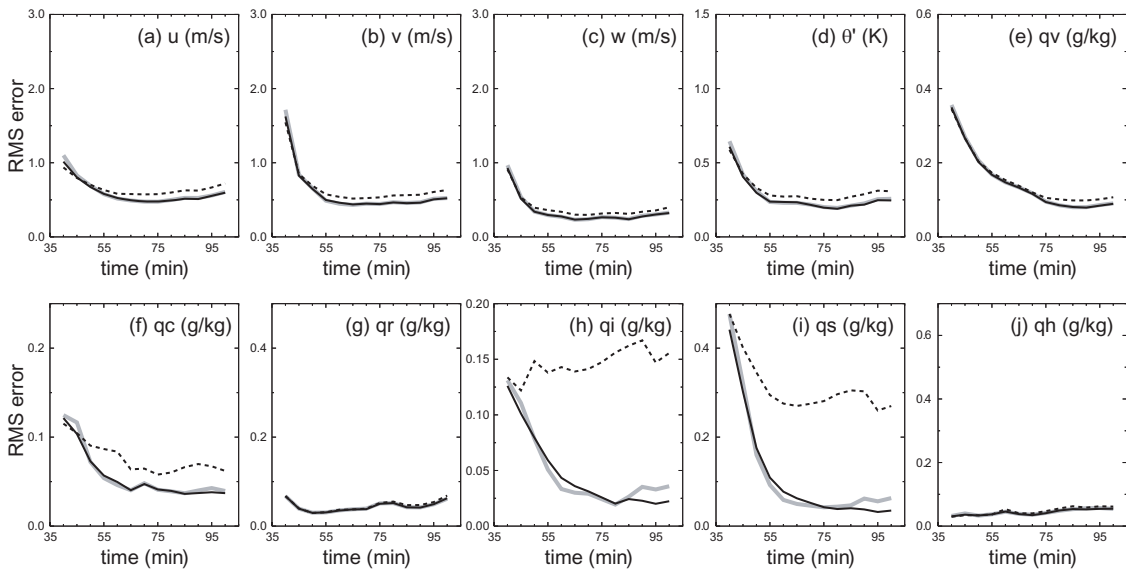 (a) u (m/s)
3.0
2.0
1.0
0.0
RMS error
35 55 75 95
time (min)
(b) v (m/s)
3.0
2.0
1.0
0.0
35 55 75 95
time (min)
(c) w (m/s)
3.0
2.0
1.0
0.0
35 55 75 95
time (min)
(d) θ' (K)
1.5
1.0
0.5
0.0
35 55 75 95
time (min)
(e) qv (g/kg)
0.6
0.4
0.2
0.0
35 55 75 95
time (min)
(f) qc (g/kg)
0.2
0.1
0.0
RMS error
35 55 75 95
time (min)
(g) qr (g/kg)
0.4
0.2
0.0
35 55 75 95
time (min)
(h) qi (g/kg)
0.20
0.15
0.10
0.05
0.025
0.00
35 55 75 95
time (min)
(i) qs (g/kg)
0.4
0.2
0.0
35 55 75 95
time (min)
(j) qh (g/kg)
0.6
0.4
0.2
0.0
35 55 75 95
time (min)